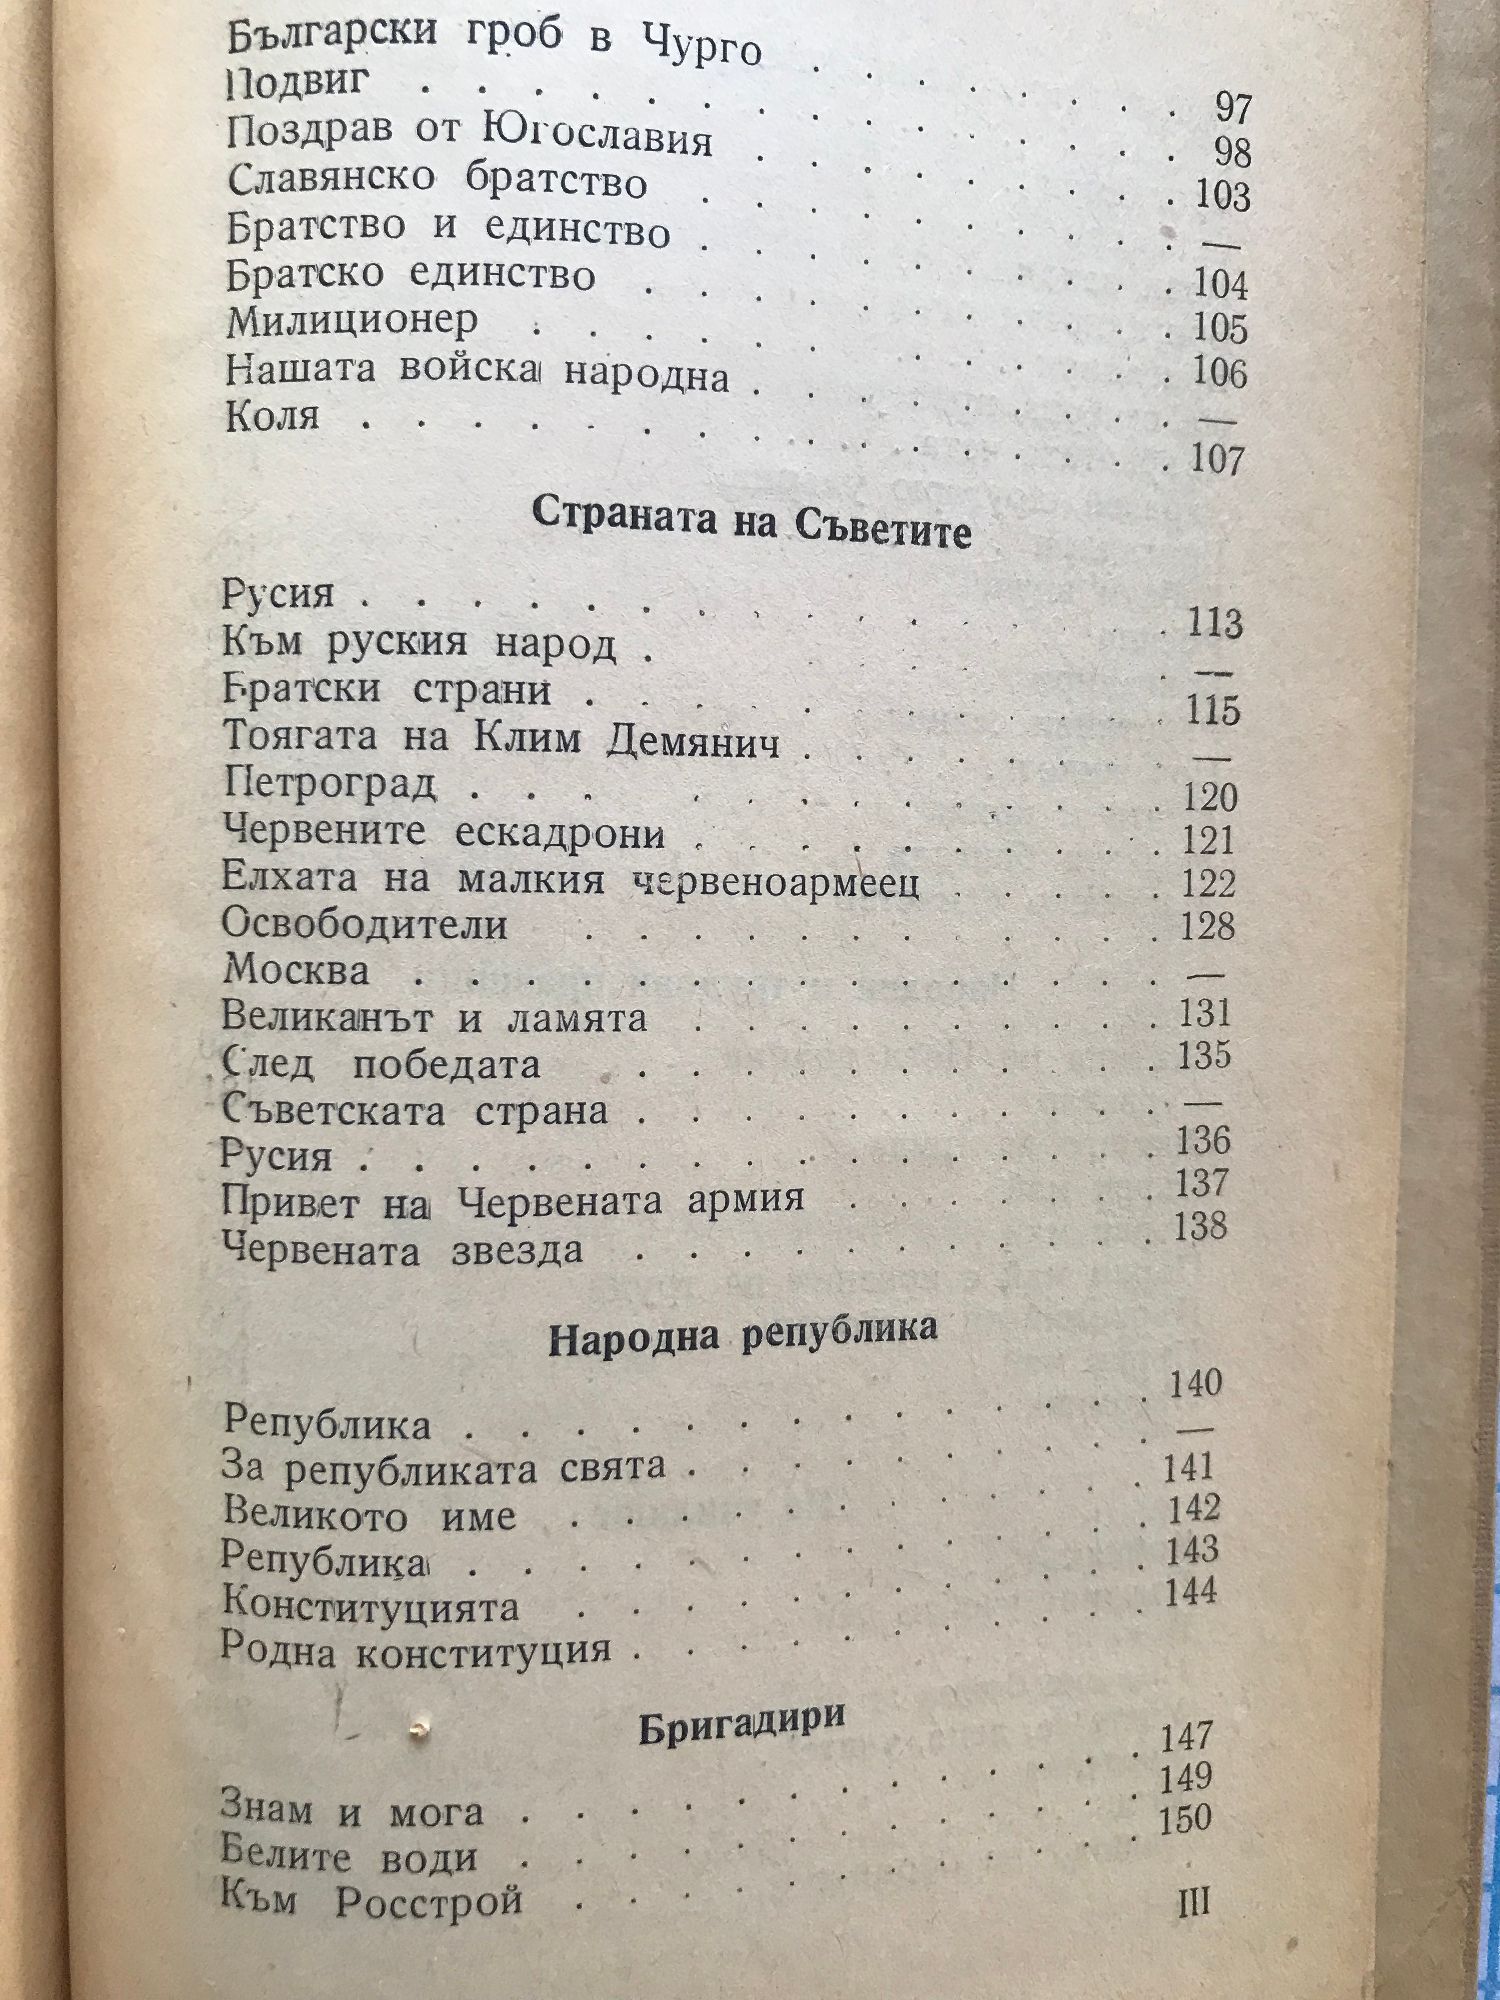 Български гроб в Чурго . . . . . . . 97
Подвиг . . . . . . . . . . . . . . 98
Поздрав от Югославия . . . . . . . . 103
Славянско братство . . . . . . . . . —
Братство и единство . . . . . . . . . 104
Братско единство . . . . . . . . . . 105
Милиционер . . . . . . . . . . . . 106
Нашата войска народна . . . . . . . . —
Коля . . . . . . . . . . . . . . . 107
Страната на Съветите
Русия . . . . . . . . . . . . . . . 113
Към руския народ . . . . . . . . . . —
Братски страни . . . . . . . . . . . 115
Тоягата на Клим Демянич . . . . . . . —
Петроград . . . . . . . . . . . . . 120
Червените ескадрони . . . . . . . . . 121
Елхата на малкия червеноармеец . . . . . 122
Освободители . . . . . . . . . . . 128
Москва . . . . . . . . . . . . . . —
Великанът и ламята . . . . . . . . . 131
След победата . . . . . . . . . . 135
Съветската страна . . . . . . . . . . —
Русия . . . . . . . . . . . . . . . 136
Привет на Червената армия . . . . . . 137
Червената звезда . . . . . . . . . . 138
Народна република
Република . . . . . . . . . . . . . 140
За републиката свята . . . . . . . . . —
Великото име . . . . . . . . . . . 141
Република . . . . . . . . . . . . . 142
Конституцията . . . . . . . . . . . 143
Родна конституция . . . . . . . . . . 144
Бригадири
Знам и мога . . . . . . . . . . . . 147
Белите води . . . . . . . . . . . . 149
Към Росстрой . . . . . . . . . . . 150
III